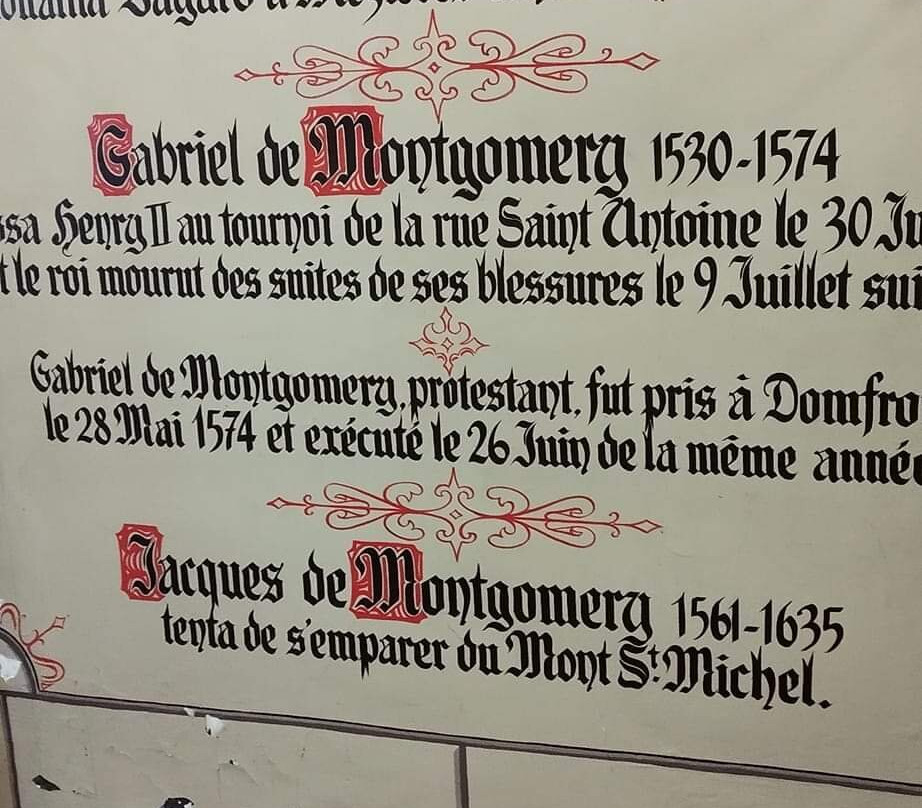 Gabriel de Montgomery 1530-1574
Henry II au tournoi de la rue Saint Antoine le 30
le roi mourut des suites de ses blessures le 9 Juillet
Gabriel de Montgomery, protestant, fut pris à
le 28 Mai 1574 et exécuté le 26 Juin de la même
Jacques de Montgomery 1561-1635
tenta de s'emparer du Mont St. Michel.